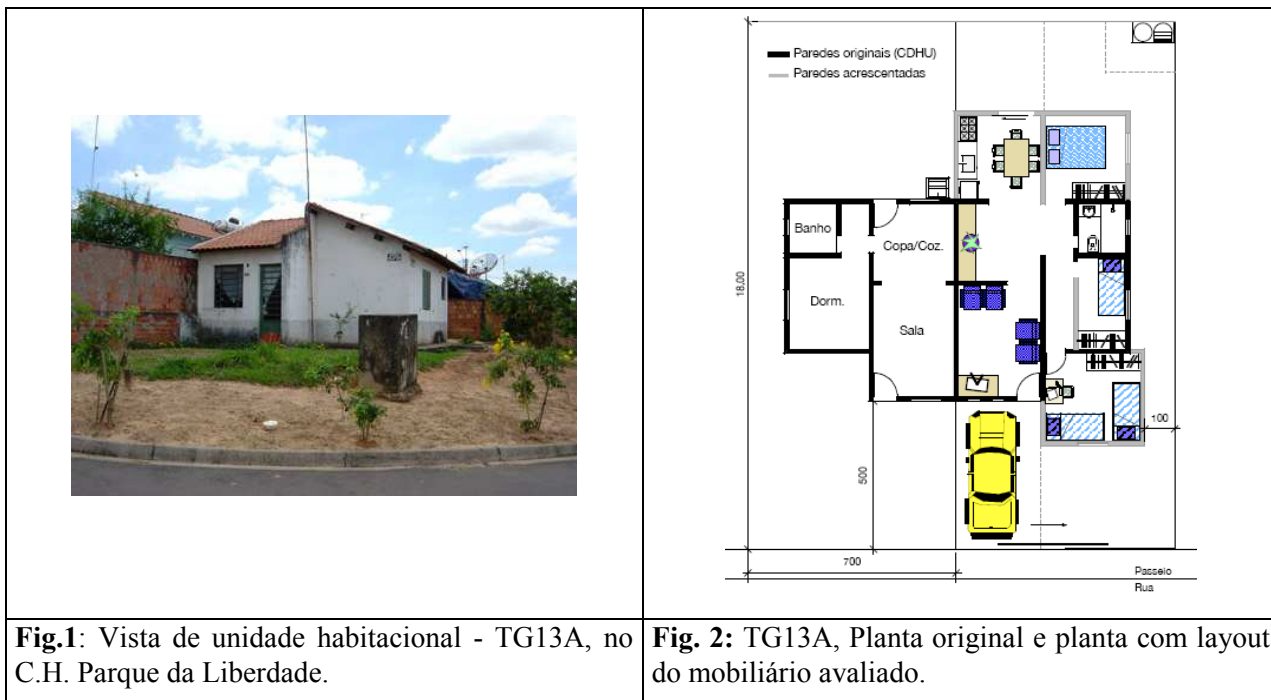 Paredes originais (CDHU)
Paredes acrescentadas
Banho
Copa/Coz.
Dorm.
Sala
18,00
500
100
700
Passeio
Rua
Fig.1: Vista de unidade habitacional - TG13A, no
C.H. Parque da Liberdade.
Fig. 2: TG13A, Planta original e planta com layout
do mobiliário avaliado.